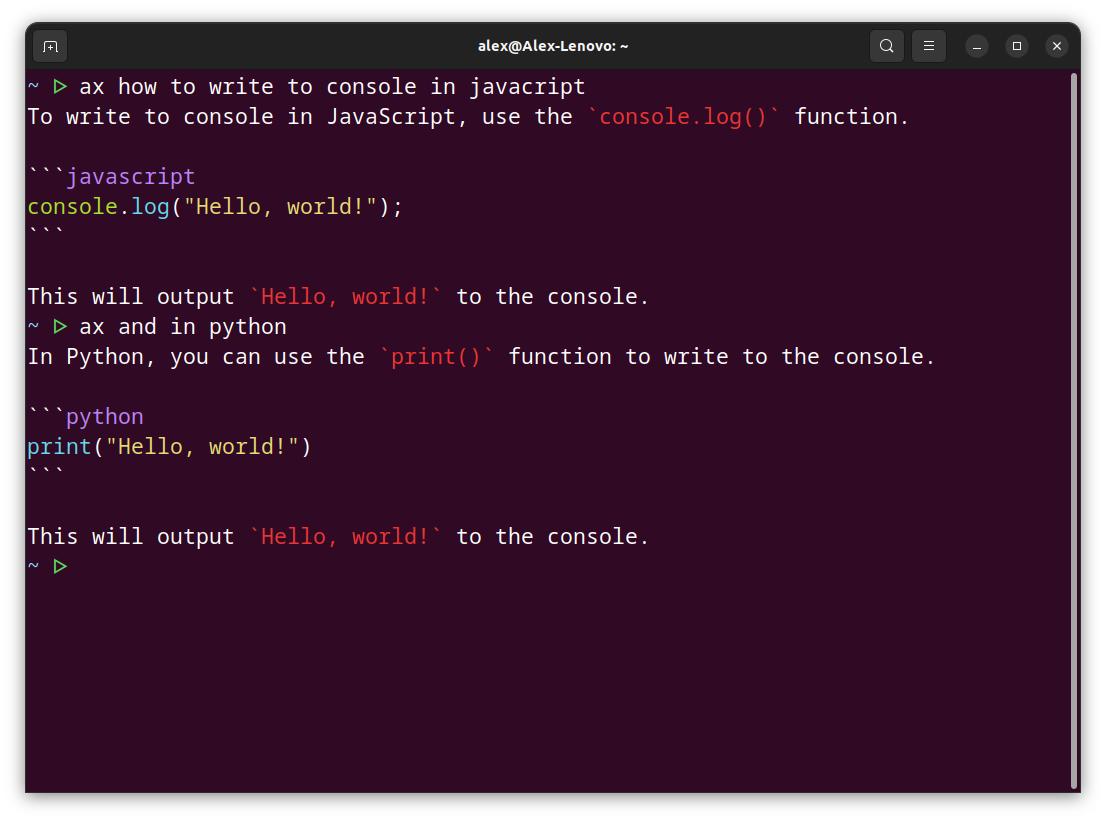 alex@Alex-Lenovo: ~
~ ▷ ax how to write to console in javacript
To write to console in JavaScript, use the `console.log()` function.
```javascript
console.log("Hello, world!");
```
This will output `Hello, world!` to the console.
~ ▷ ax and in python
In Python, you can use the `print()` function to write to the console.
```python
print("Hello, world!")
```
This will output `Hello, world!` to the console.
~ ▷